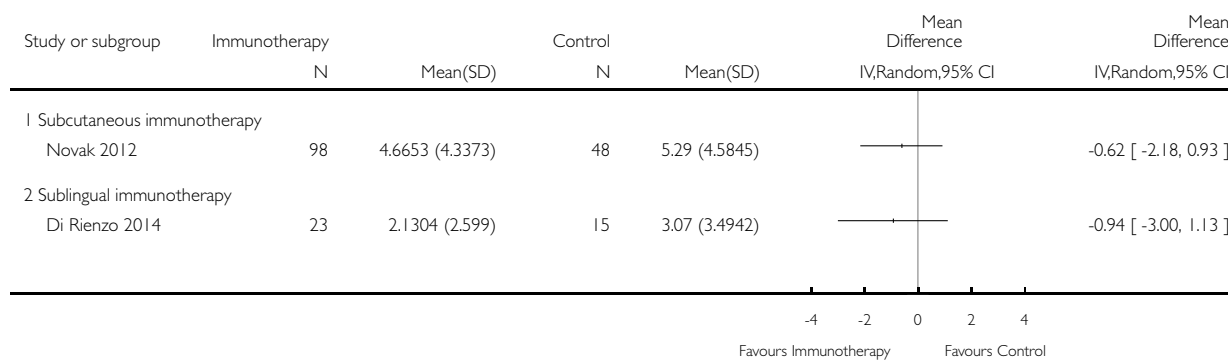 Study or subgroup Immunotherapy Control Mean Difference Mean Difference
N Mean(SD) N Mean(SD) IV,Random,95% CI IV,Random,95% CI
1 Subcutaneous immunotherapy
Novak 2012 98 4.6653 (4.3373) 48 5.29 (4.5845) -0.62 [ -2.18, 0.93 ]
2 Sublingual immunotherapy
Di Rienzo 2014 23 2.1304 (2.599) 15 3.07 (3.4942) -0.94 [ -3.00, 1.13 ]
-4 -2 0 2 4
Favours Immunotherapy Favours Control